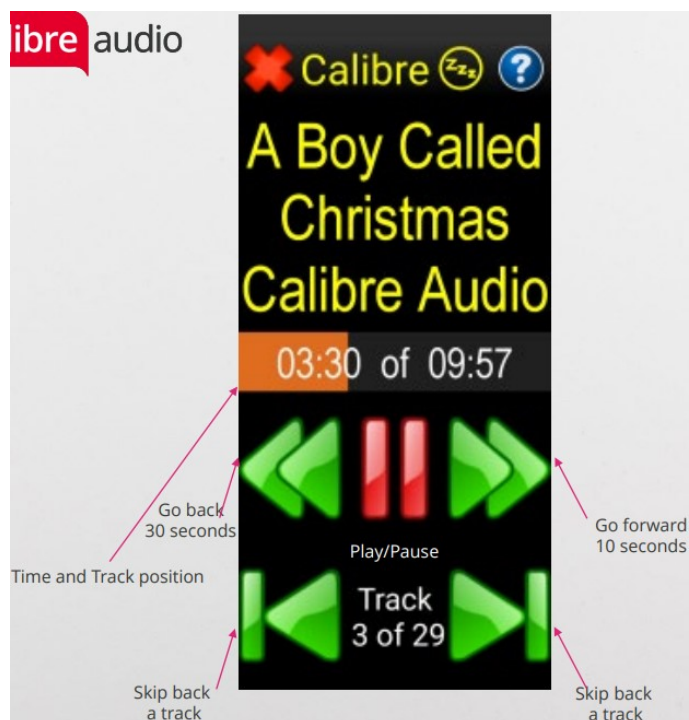 libre audio
Calibre zzz ?
A Boy Called
Christmas
Calibre Audio
03:30 of 09:57
Go back
30 seconds
Go forward
10 seconds
Play/Pause
Time and Track position
Track
3 of 29
Skip back
a track
Skip back
a track